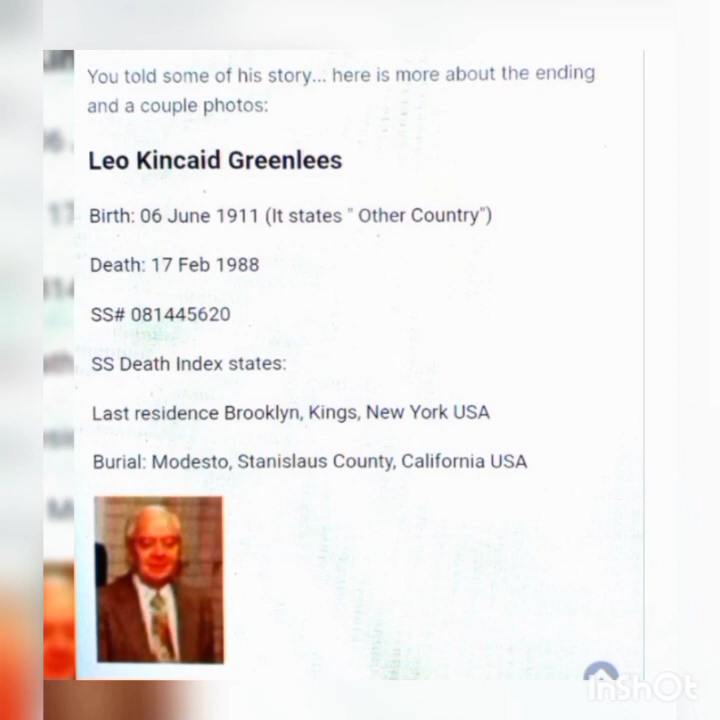 You told some of his story... here is more about the ending
and a couple photos:
Leo Kincaid Greenlees
Birth: 06 June 1911 (It states " Other Country")
Death: 17 Feb 1988
SS# 081445620
SS Death Index states:
Last residence Brooklyn, Kings, New York USA
Burial: Modesto, Stanislaus County, California USA
InShOt